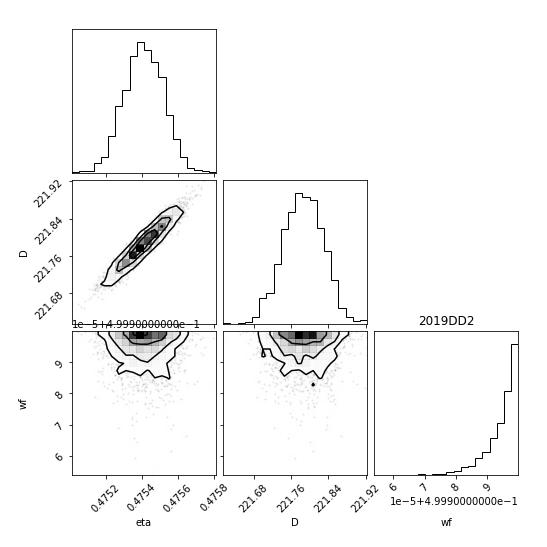 221.92
221.84
221.76
221.68
D
1e-5+4.9990000000e-1
2019DD2
9
8
7
6
wf
0.4752
0.4754
0.4756
0.4758
eta
221.68
221.76
221.84
221.92
D
6
7
8
9
1e-5+4.9990000000e-1
wf